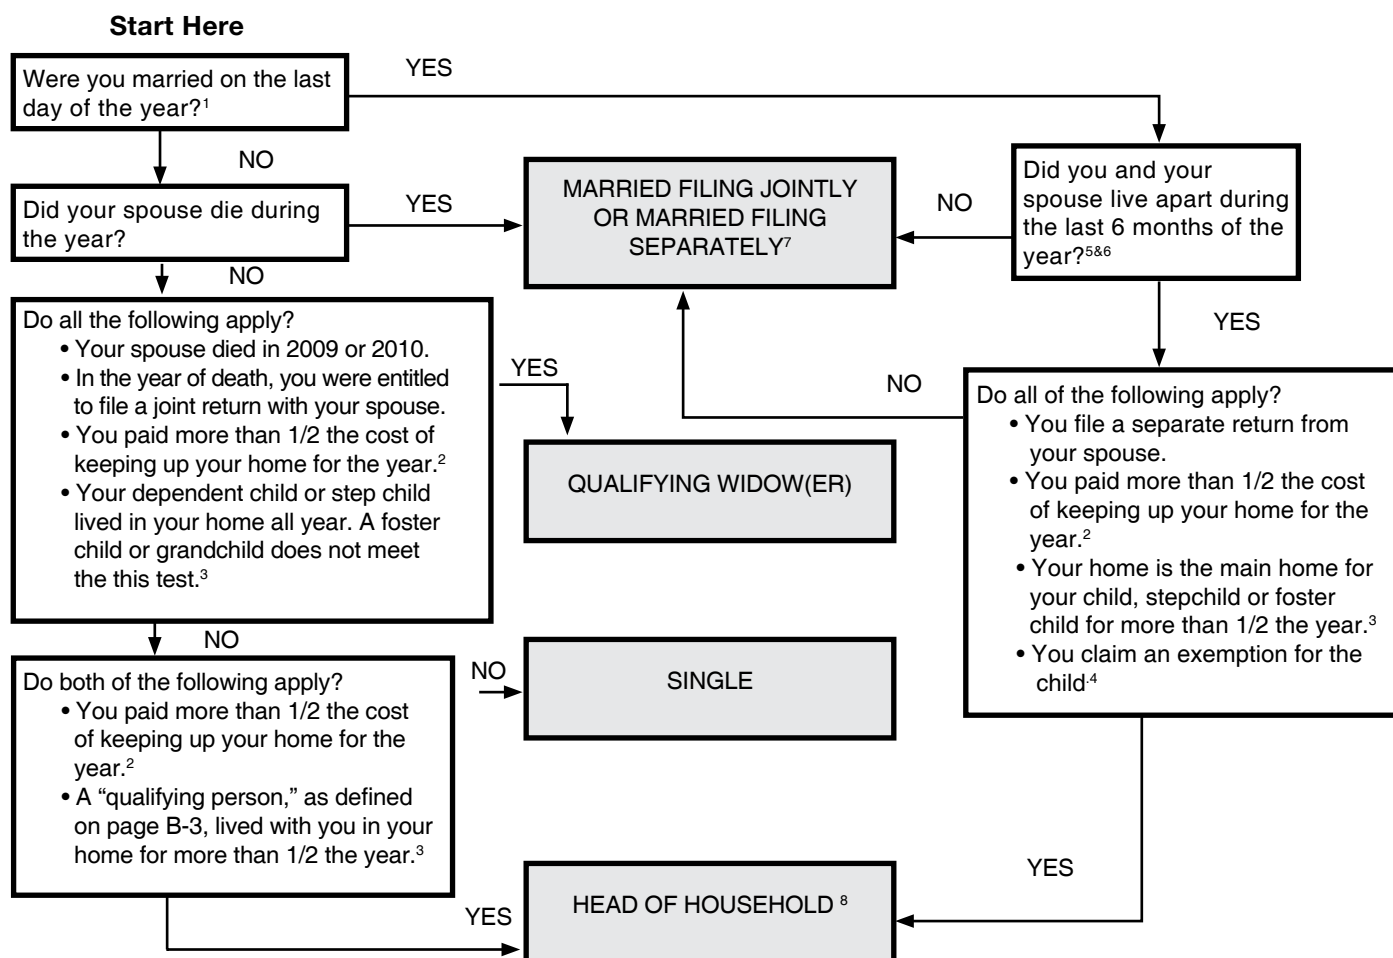 Start Here
Were you married on the last
day of the year?1
YES
NO
Did your spouse die during
the year?
YES
MARRIED FILING JOINTLY
OR MARRIED FILING
SEPARATELY7
NO
Did you and your
spouse live apart during
the last 6 months of the
year?5&6
NO
YES
Do all the following apply?
• Your spouse died in 2009 or 2010.
• In the year of death, you were entitled
to file a joint return with your spouse.
• You paid more than 1/2 the cost of
keeping up your home for the year.2
• Your dependent child or step child
lived in your home all year. A foster
child or grandchild does not meet
the this test.3
YES
QUALIFYING WIDOW(ER)
NO
Do all of the following apply?
• You file a separate return from
your spouse.
• You paid more than 1/2 the cost
of keeping up your home for the
year.2
• Your home is the main home for
your child, stepchild or foster
child for more than 1/2 the year.3
• You claim an exemption for the
child.4
NO
Do both of the following apply?
• You paid more than 1/2 the cost
of keeping up your home for the
year.2
• A “qualifying person,” as defined
on page B-3, lived with you in your
home for more than 1/2 the year.3
NO
SINGLE
YES
HEAD OF HOUSEHOLD 8
YES